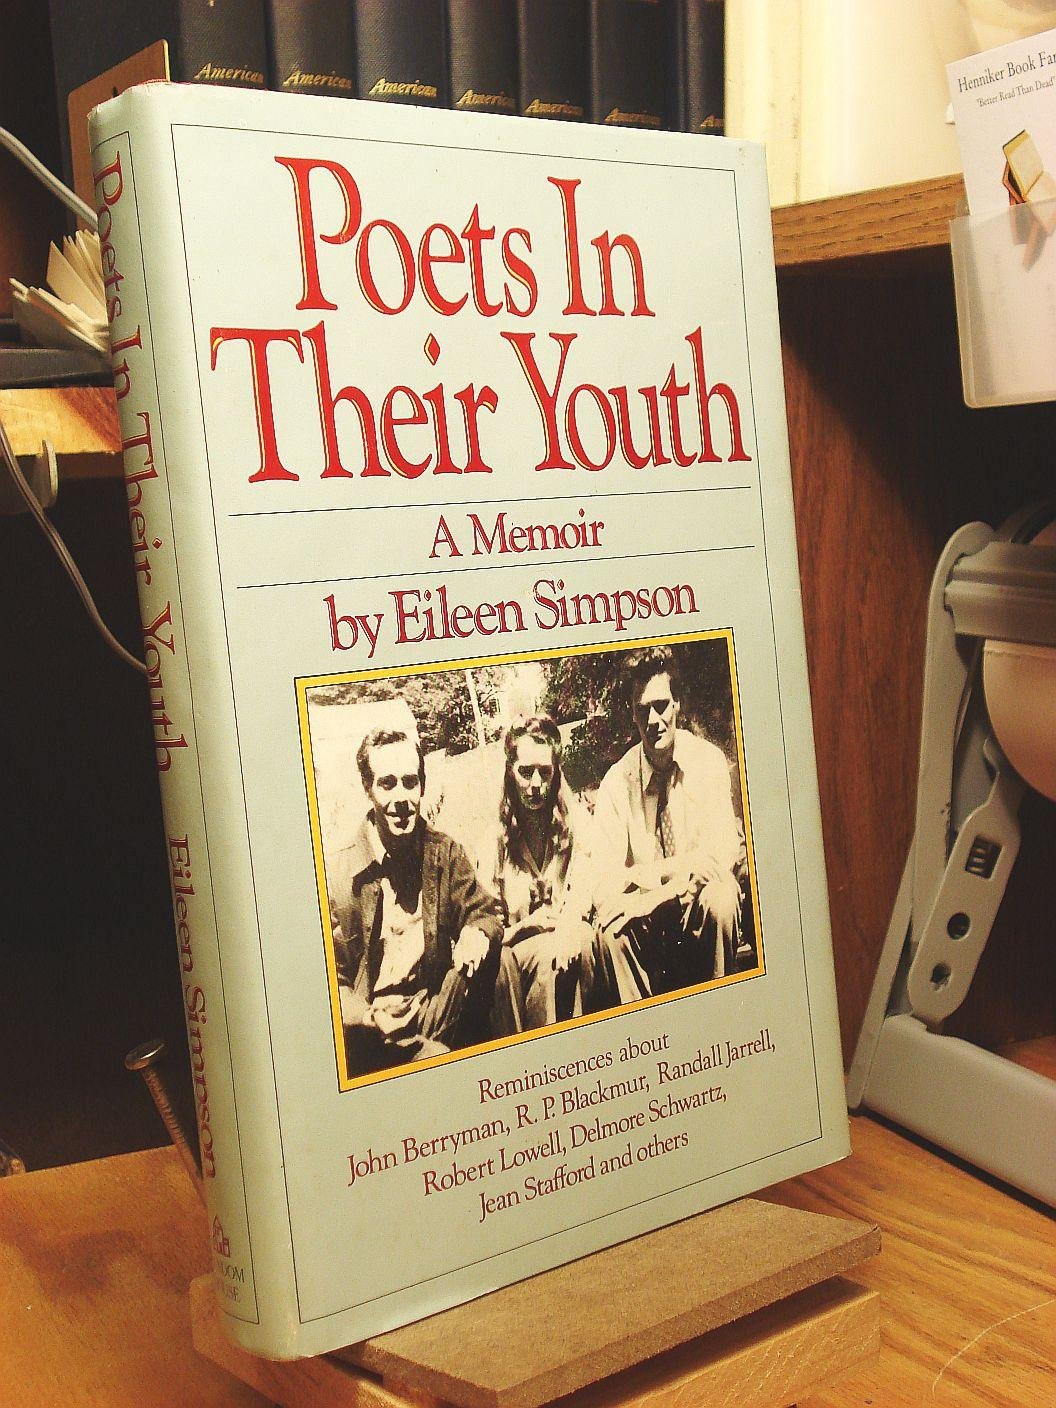 American
American
American
American
American
American
American
Henniker Book Far
"Better Read Than Dead"
Poets In
Their Youth
A Memoir
by Eileen Simpson
Reminiscences about
John Berryman, R. P. Blackmur, Randall Jarrell,
Robert Lowell, Delmore Schwartz,
Jean Stafford and others
Poets In Their Youth Eileen Simpson